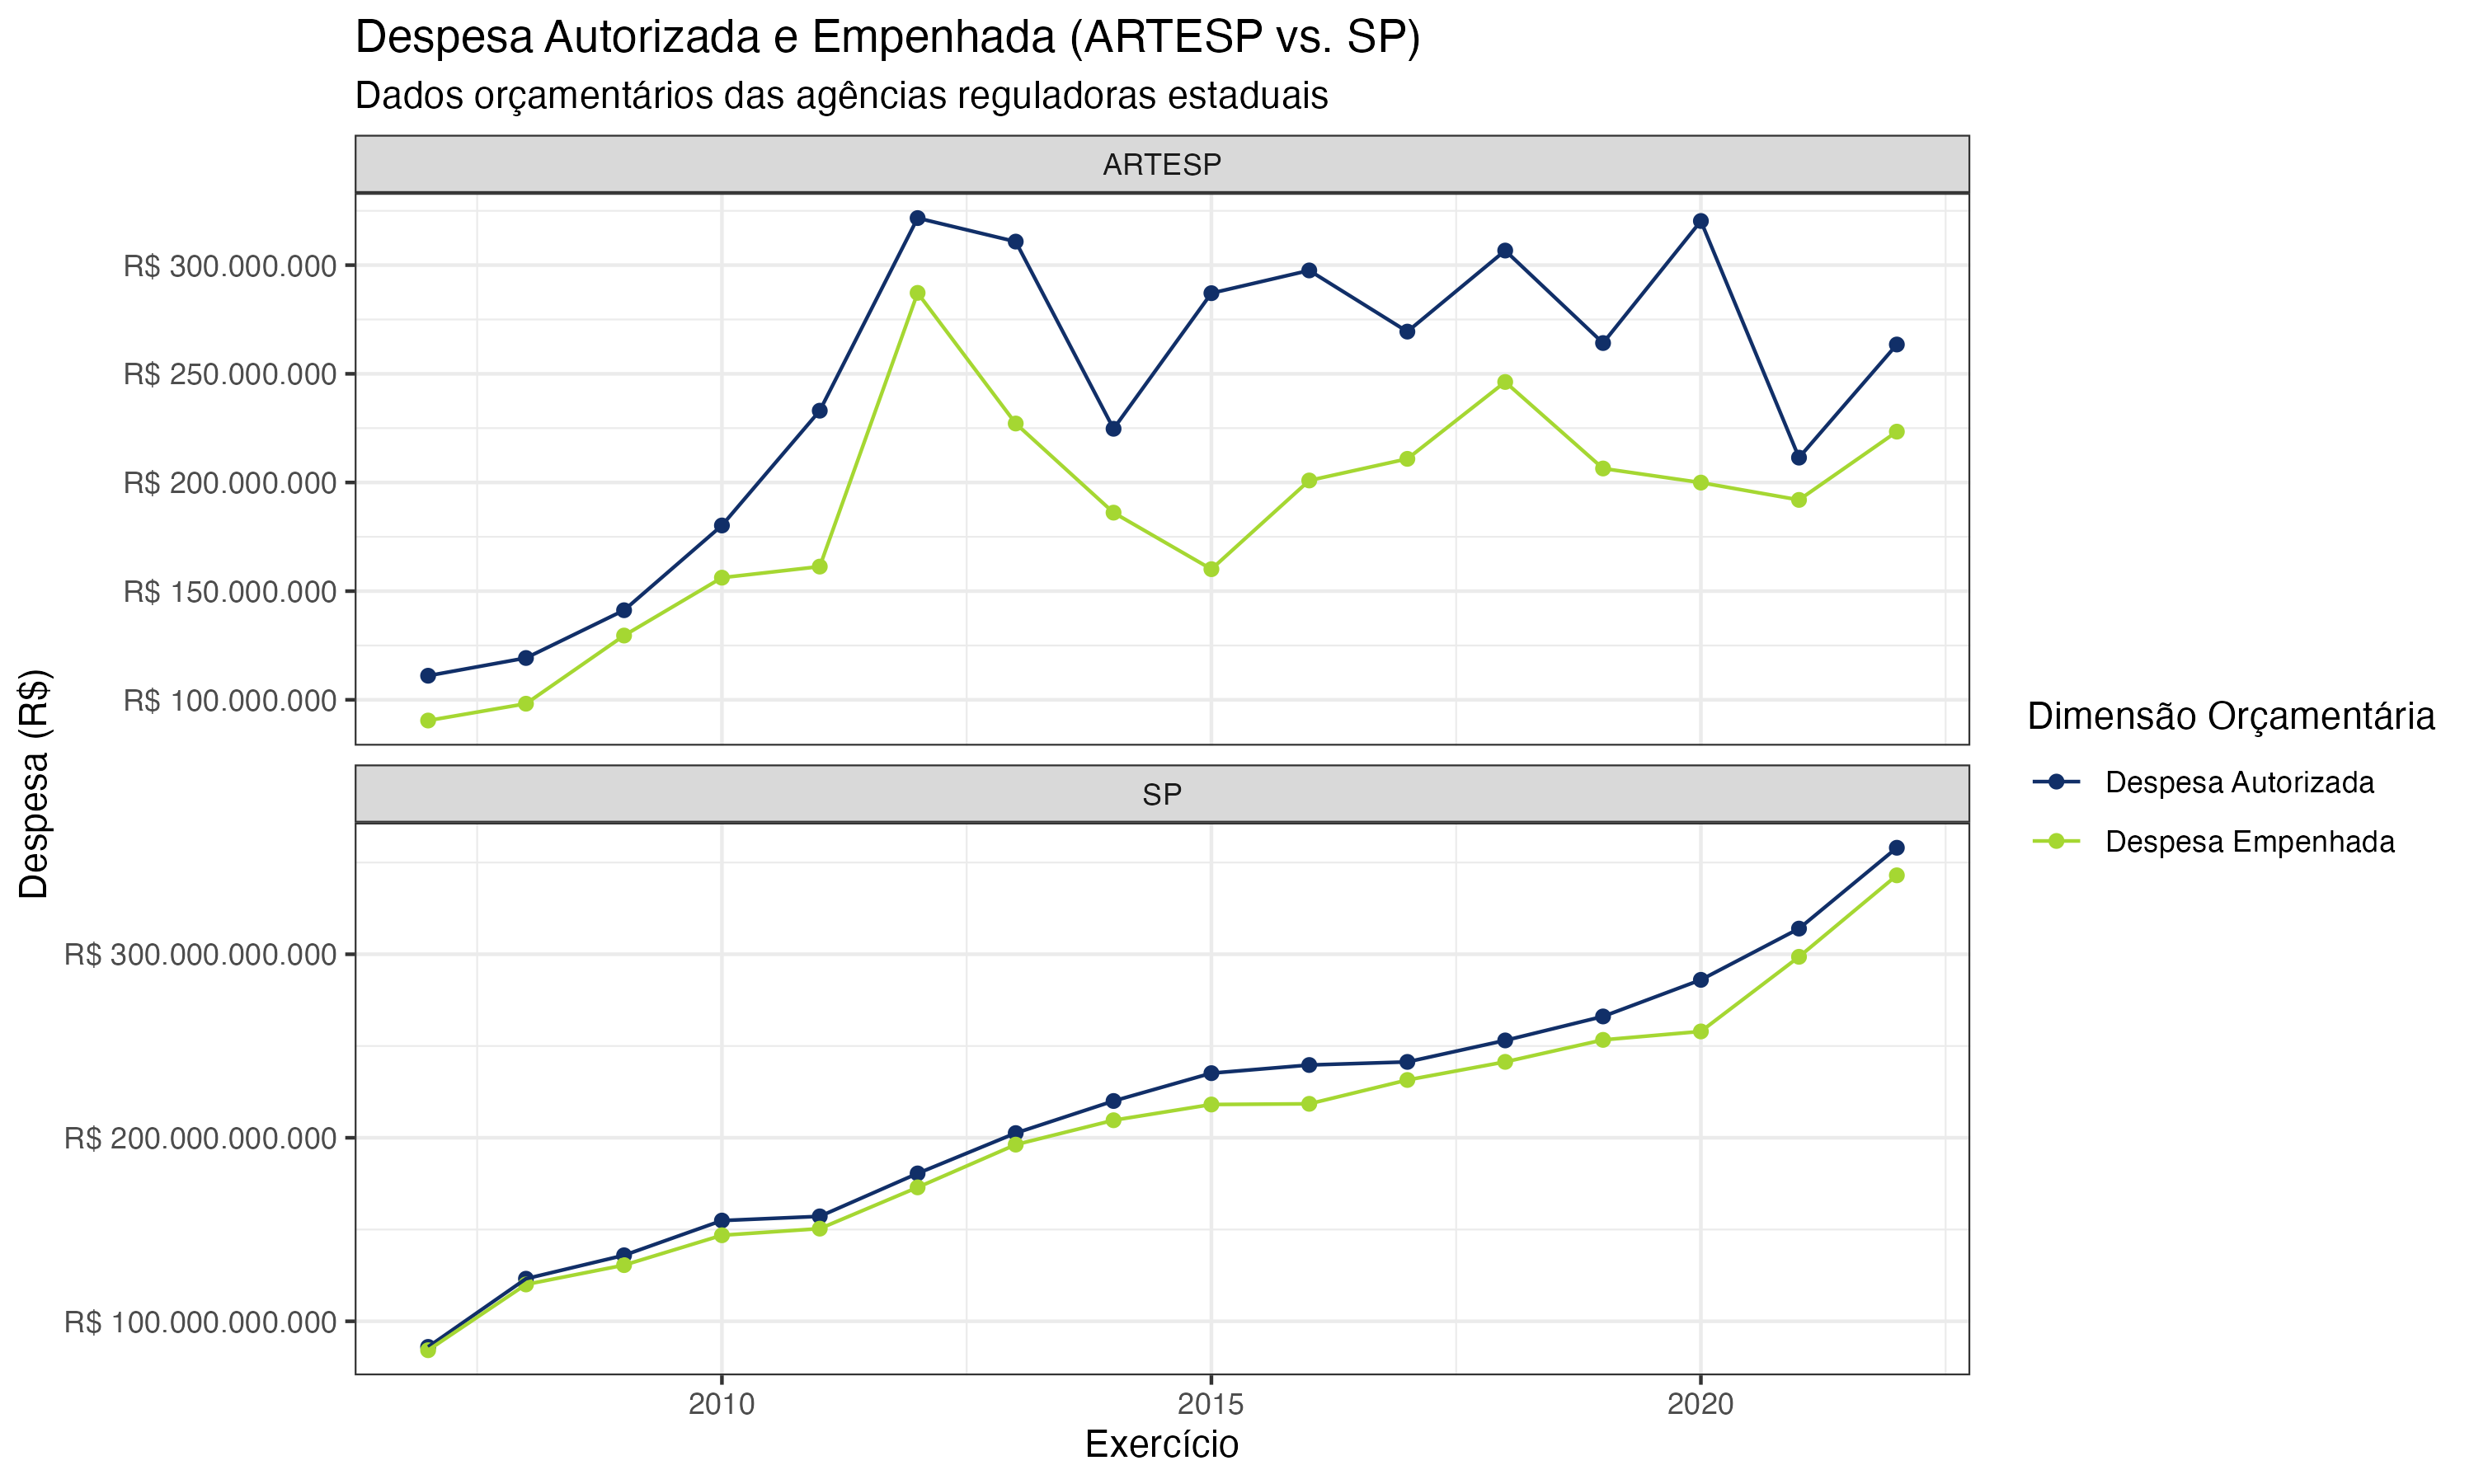 Despesa Autorizada e Empenhada (ARTESP vs. SP)
Dados orçamentários das agências reguladoras estaduais
ARTESP
R$ 300.000.000
R$ 250.000.000
R$ 200.000.000
R$ 150.000.000
R$ 100.000.000
Despesa (R$)
SP
R$ 300.000.000.000
R$ 200.000.000.000
R$ 100.000.000.000
2010
2015
2020
Exercício
Dimensão Orçamentária
Despesa Autorizada
Despesa Empenhada